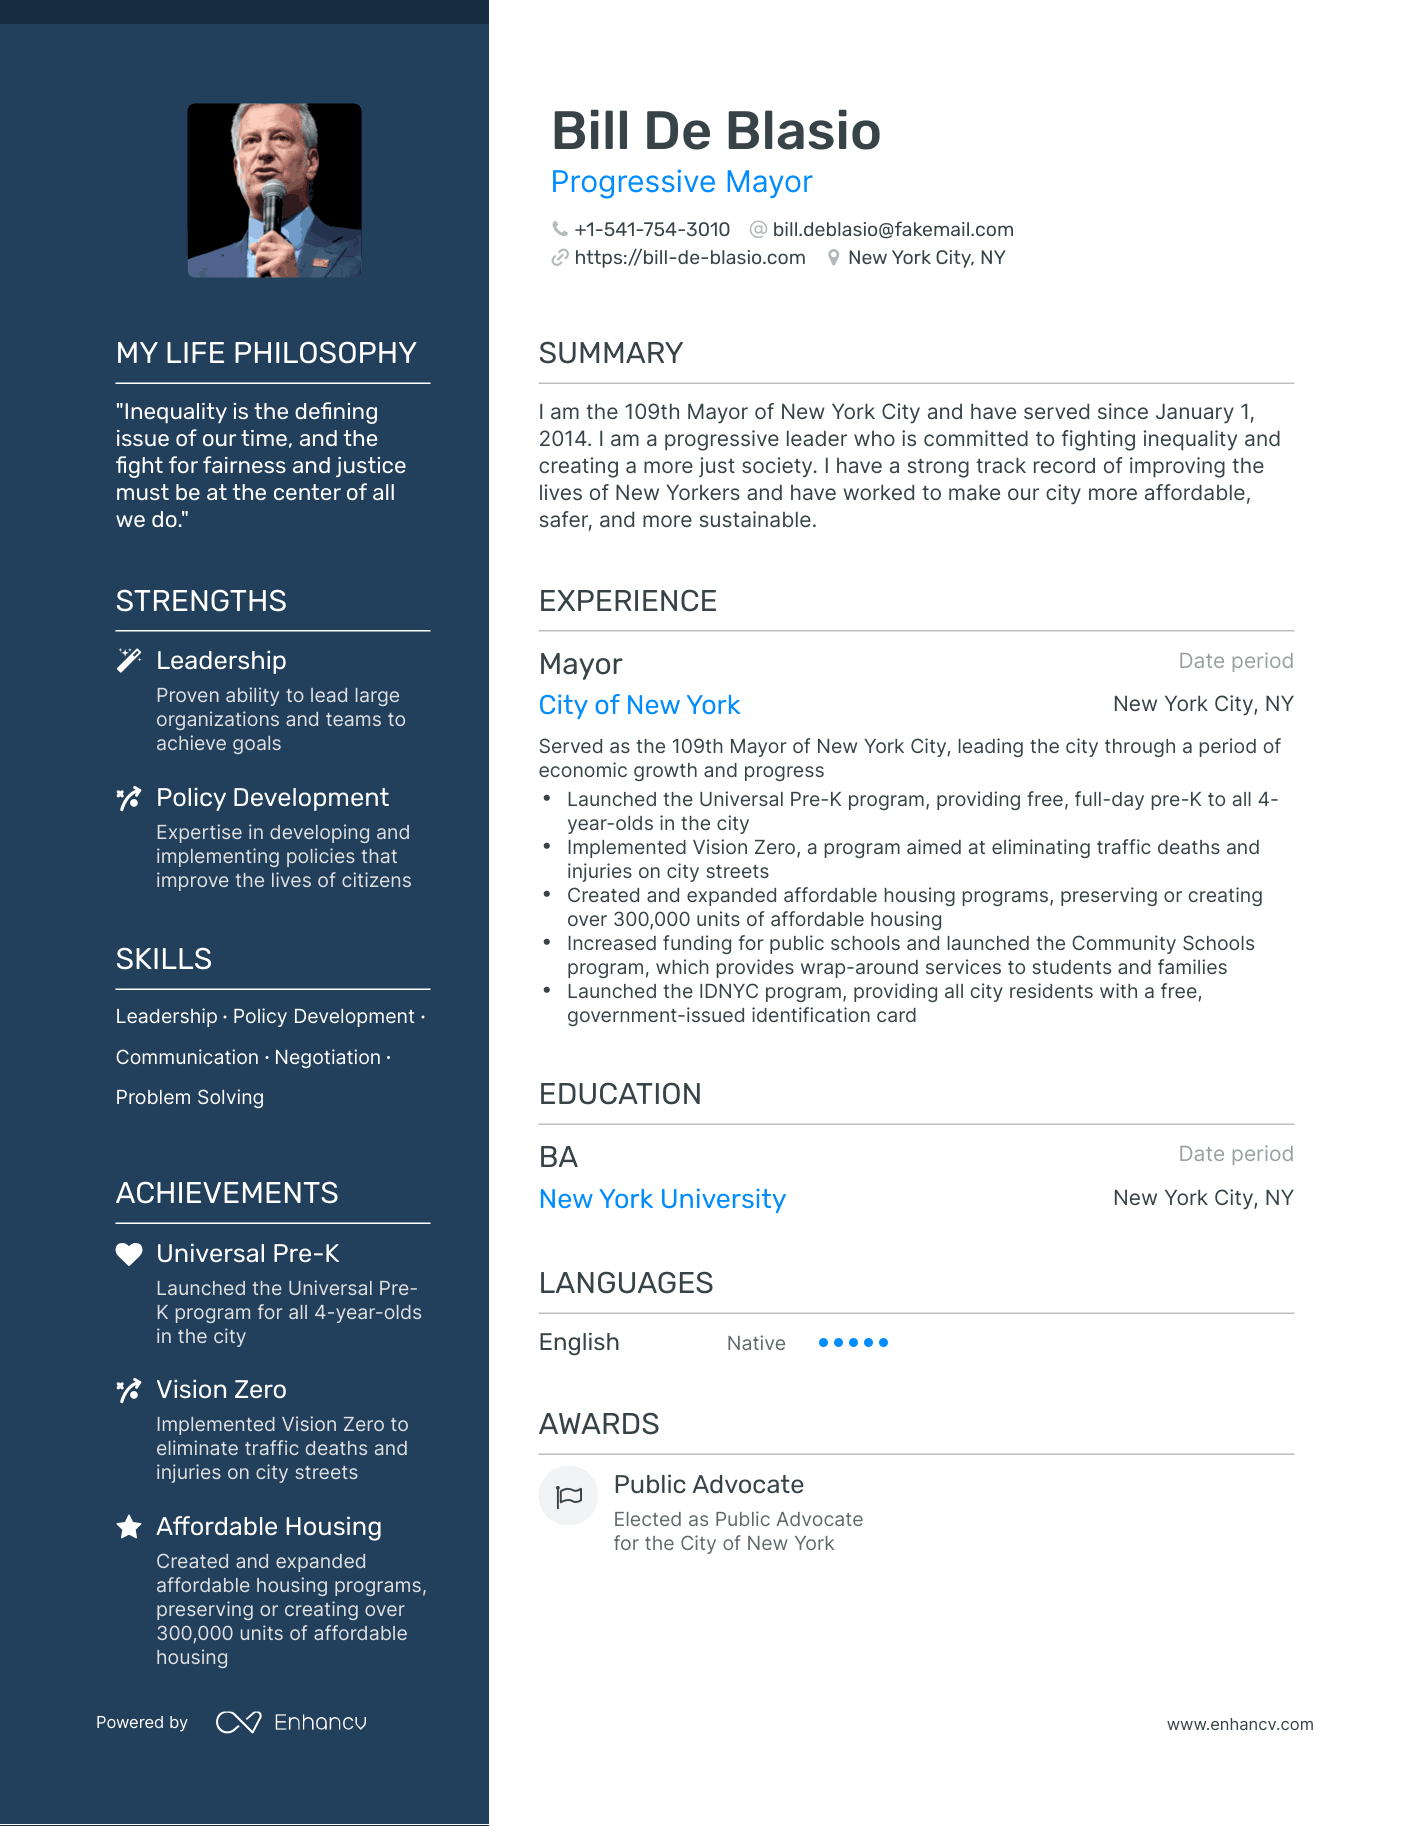 Bill De Blasio
Progressive Mayor
+1-541-754-3010 @ bill.deblasio@fakemail.com
https://bill-de-blasio.com New York City, NY
MY LIFE PHILOSOPHY
"Inequality is the defining
issue of our time, and the
fight for fairness and justice
must be at the center of all
we do."
STRENGTHS
Leadership
Proven ability to lead large
organizations and teams to
achieve goals
Policy Development
Expertise in developing and
implementing policies that
improve the lives of citizens
SKILLS
Leadership · Policy Development ·
Communication · Negotiation ·
Problem Solving
ACHIEVEMENTS
Universal Pre-K
Launched the Universal Pre-
K program for all 4-year-olds
in the city
Vision Zero
Implemented Vision Zero to
eliminate traffic deaths and
injuries on city streets
Affordable Housing
Created and expanded
affordable housing programs,
preserving or creating over
300,000 units of affordable
housing
SUMMARY
I am the 109th Mayor of New York City and have served since January 1,
2014. I am a progressive leader who is committed to fighting inequality and
creating a more just society. I have a strong track record of improving the
lives of New Yorkers and have worked to make our city more affordable,
safer, and more sustainable.
EXPERIENCE
Mayor Date period
City of New York New York City, NY
Served as the 109th Mayor of New York City, leading the city through a period of
economic growth and progress
• Launched the Universal Pre-K program, providing free, full-day pre-K to all 4-
year-olds in the city
• Implemented Vision Zero, a program aimed at eliminating traffic deaths and
injuries on city streets
• Created and expanded affordable housing programs, preserving or creating
over 300,000 units of affordable housing
• Increased funding for public schools and launched the Community Schools
program, which provides wrap-around services to students and families
• Launched the IDNYC program, providing all city residents with a free,
government-issued identification card
EDUCATION
BA Date period
New York University New York City, NY
LANGUAGES
English Native
AWARDS
Public Advocate
Elected as Public Advocate
for the City of New York
Powered by Enhancv
www.enhancv.com